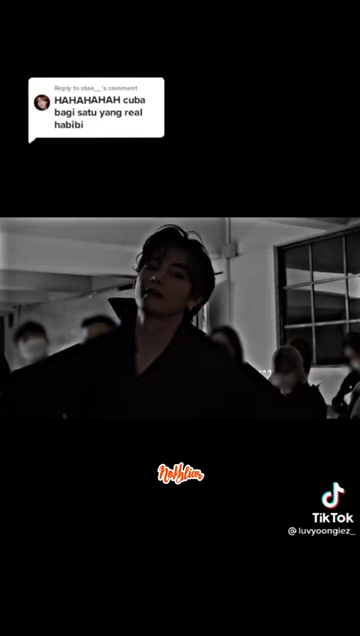 Reply to stae__'s comment
HAHAHAHAH cuba
bagi satu yang real
habibi
TikTok
@luvyoongiez_